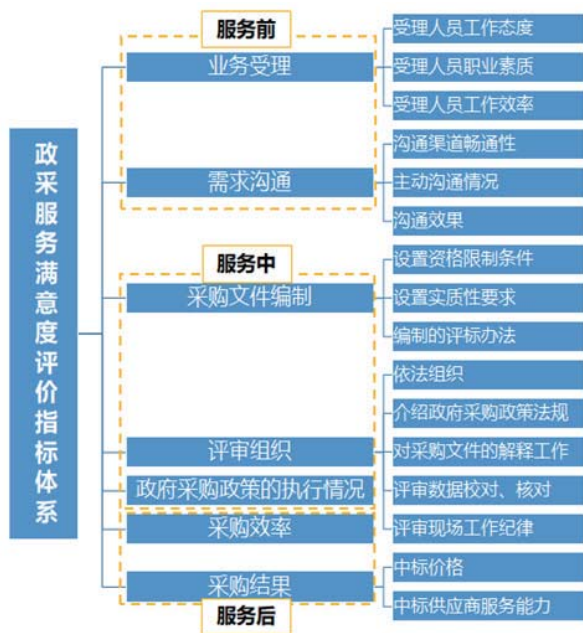 政采服务满意度评价指标体系
服务前
业务受理
受理人员工作态度
受理人员职业素质
受理人员工作效率
需求沟通
沟通渠道畅通性
主动沟通情况
沟通效果
服务中
采购文件编制
设置资格限制条件
设置实质性要求
编制的评标办法
评审组织
依法组织
介绍政府采购政策法规
对采购文件的解释工作
评审数据校对、核对
评审现场工作纪律
政府采购政策的执行情况
采购效率
采购结果
中标价格
中标供应商服务能力
服务后